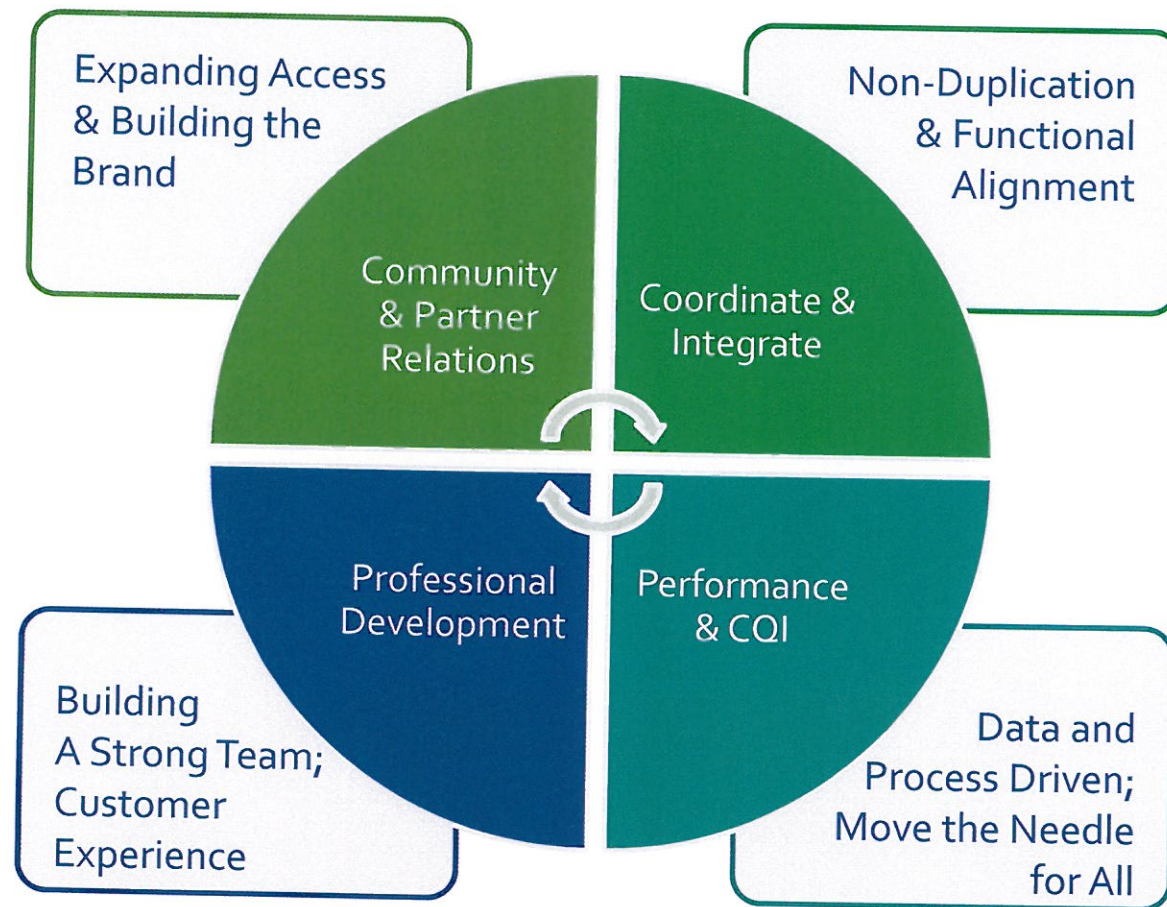 Expanding Access
& Building the
Brand
Non-Duplication
& Functional
Alignment
Community
& Partner
Relations
Coordinate &
Integrate
Professional
Development
Performance
& CQI
Building
A Strong Team;
Customer
Experience
Data and
Process Driven;
Move the Needle
for All